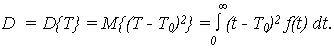 D = D{T} = M{(T - T₀)²} = ∫₀^∞ (t - T₀)² f(t) dt.